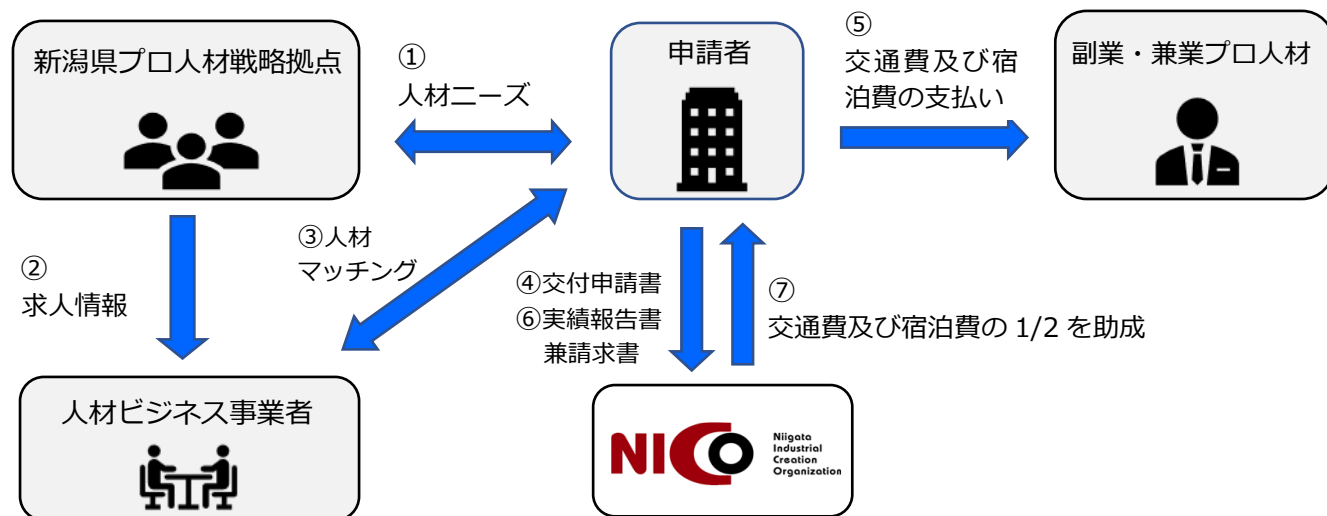 新潟県プロ人材戦略拠点
①
人材ニーズ
申請者
⑤
交通費及び宿
泊費の支払い
副業・兼業プロ人材
②
求人情報
③人材
マッチング
④交付申請書
⑥実績報告書
兼請求書
⑦
交通費及び宿泊費の 1/2 を助成
人材ビジネス事業者
NICO
Niigata
Industrial
Creation
Organization